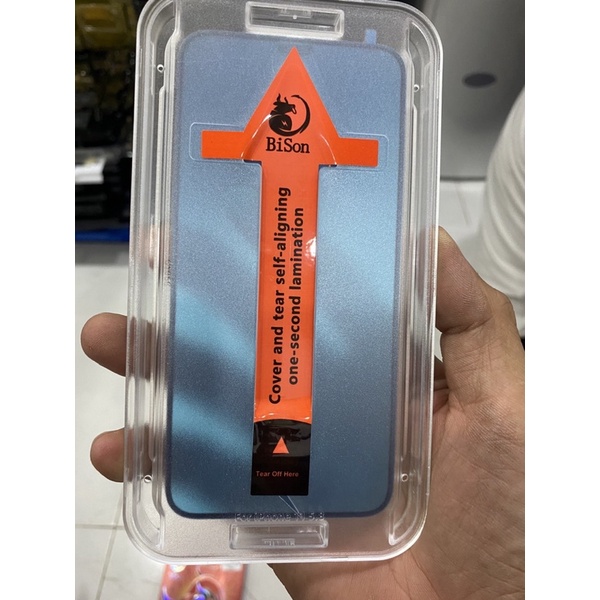 BiSon
Cover and tear self-aligning
one-second lamination
Tear Off Here